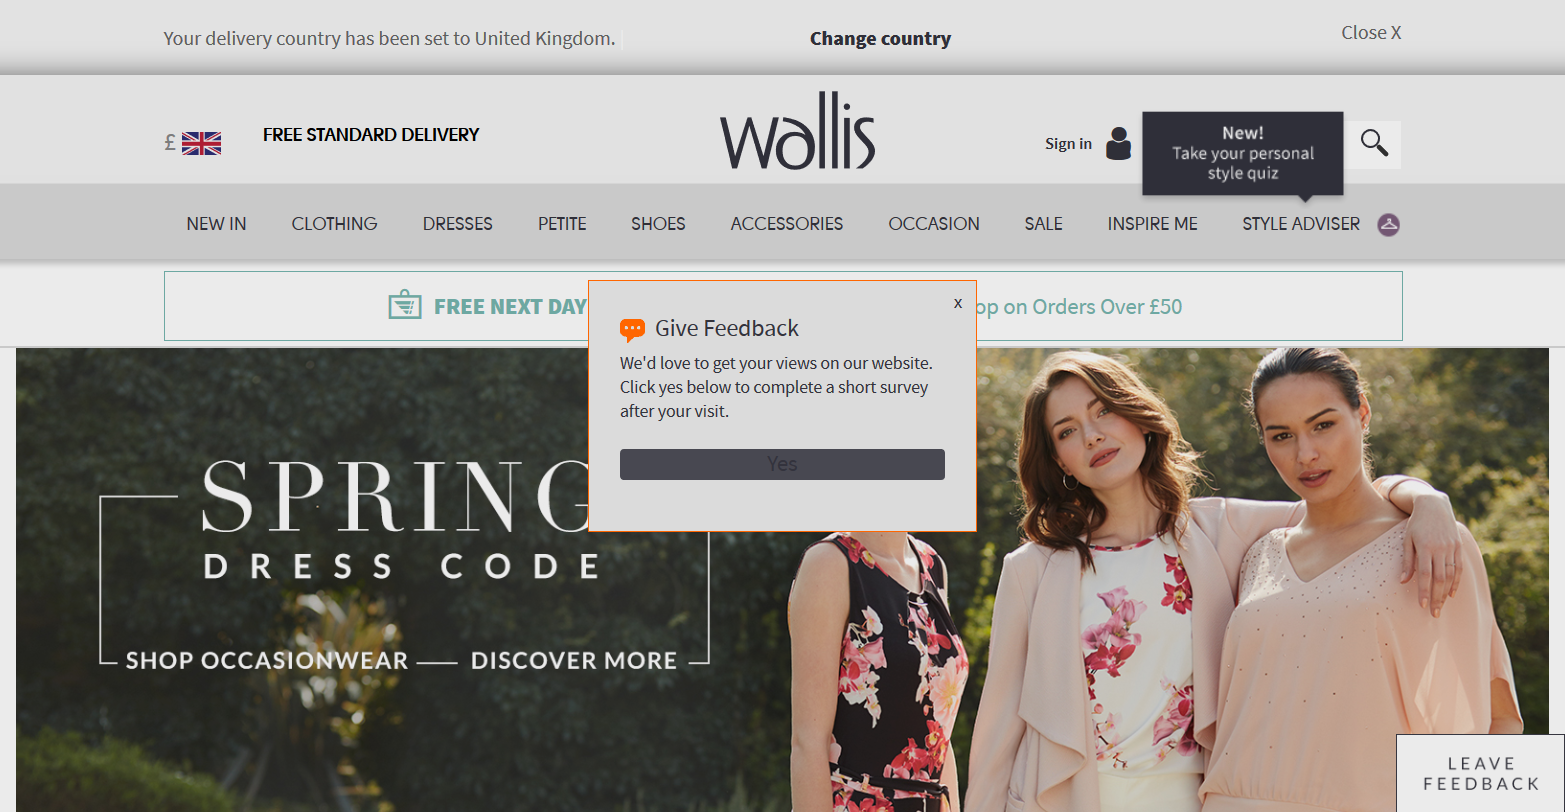 Your delivery country has been set to United Kingdom.
Change country
Close X
£
FREE STANDARD DELIVERY
wallis
Sign in
New!
Take your personal
style quiz
NEW IN
CLOTHING
DRESSES
PETITE
SHOES
ACCESSORIES
OCCASION
SALE
INSPIRE ME
STYLE ADVISER
FREE NEXT DAY
on Orders Over £50
x
Give Feedback
We'd love to get your views on our website.
Click yes below to complete a short survey
after your visit.
Yes
SPRING
DRESS CODE
SHOP OCCASIONWEAR
DISCOVER MORE
LEAVE
FEEDBACK